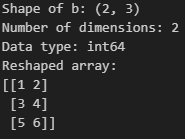 Shape of b: (2, 3)
Number of dimensions: 2
Data type: int64
Reshaped array:
[[1 2]
 [3 4]
 [5 6]]